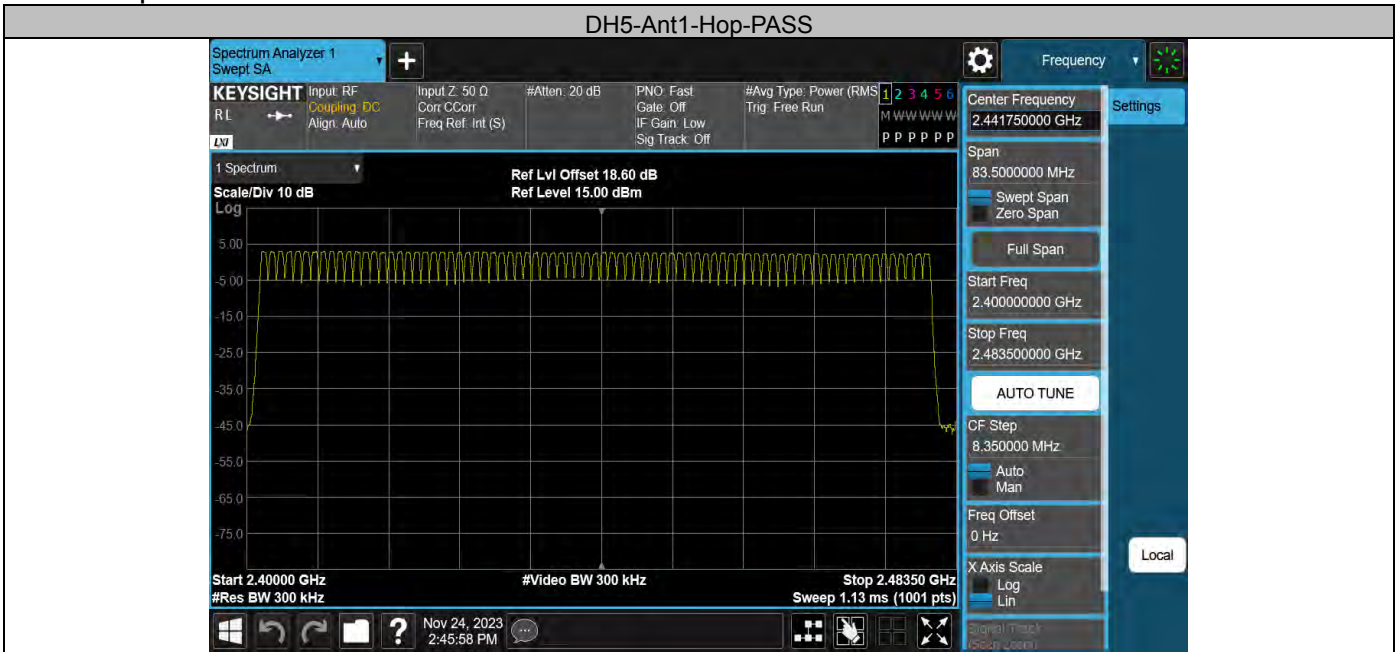 DH5-Ant1-Hop-PASS
Spectrum Analyzer 1
Swept SA
+
Frequency
KEYSIGHT
RL
LXI
Input: RF
Coupling: DC
Align: Auto
Input Z: 50 Ω
Corr CCorr
Freq Ref: Int (S)
#Atten: 20 dB
PNO: Fast
Gate: Off
IF Gain: Low
Sig Track: Off
#Avg Type: Power (RMS
Trig: Free Run
1 2 3 4 5 6
M W W W W W
P P P P P P
1 Spectrum
Scale/Div 10 dB
Ref Lvl Offset 18.60 dB
Ref Level 15.00 dBm
Log
5.00
-5.00
-15.0
-25.0
-35.0
-45.0
-55.0
-65.0
-75.0
Start 2.40000 GHz
#Video BW 300 kHz
Stop 2.48350 GHz
#Res BW 300 kHz
Sweep 1.13 ms (1001 pts)
?
Nov 24, 2023
2:45:58 PM
Center Frequency
2.441750000 GHz
Settings
Span
83.5000000 MHz
Swept Span
Zero Span
Full Span
Start Freq
2.400000000 GHz
Stop Freq
2.483500000 GHz
AUTO TUNE
CF Step
8.350000 MHz
Auto
Man
Freq Offset
0 Hz
X Axis Scale
Log
Lin
Local
Signal Track
(Span Zoom)